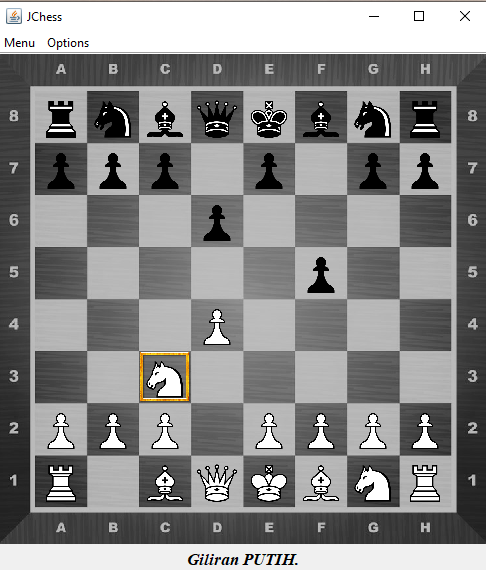 JChess
Menu Options
A B C D E F G H
8 8
7 7
6 6
5 5
4 4
3 3
2 2
1 1
A B C D E F G H
Giliran PUTIH.